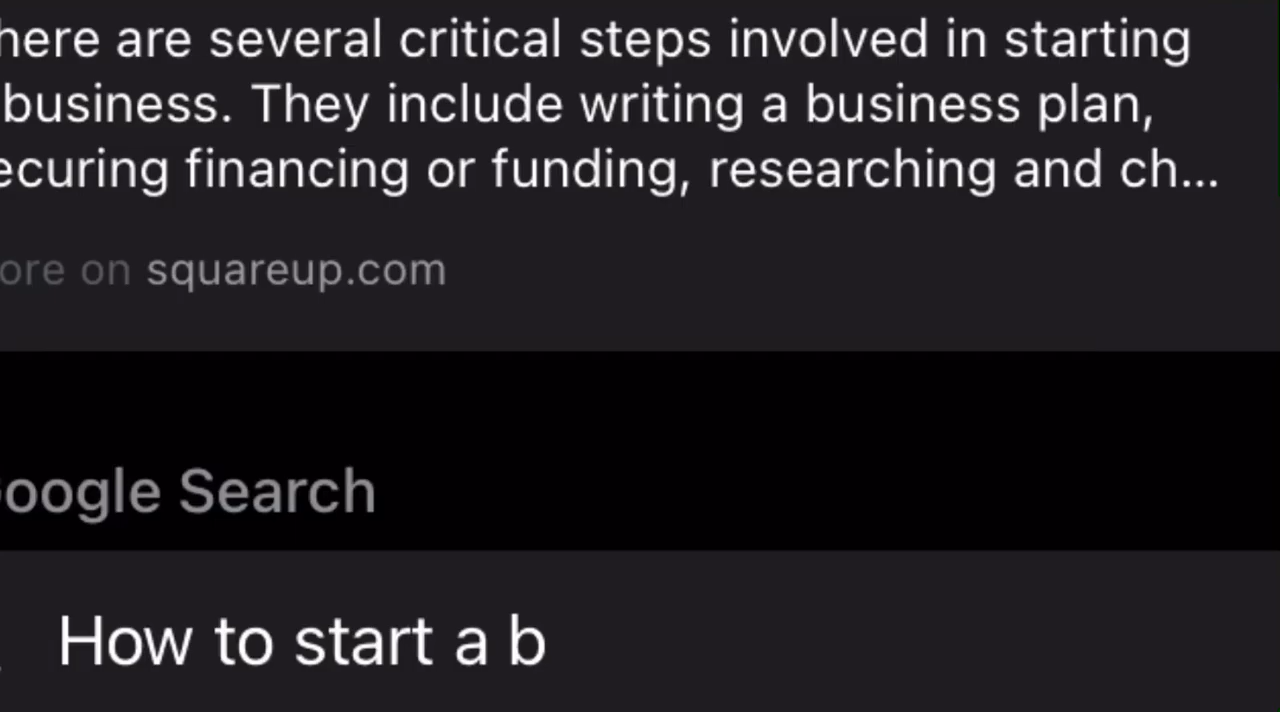 here are several critical steps involved in starting
business. They include writing a business plan,
ecuring financing or funding, researching and ch...
ore on squareup.com
oogle Search
How to start a b